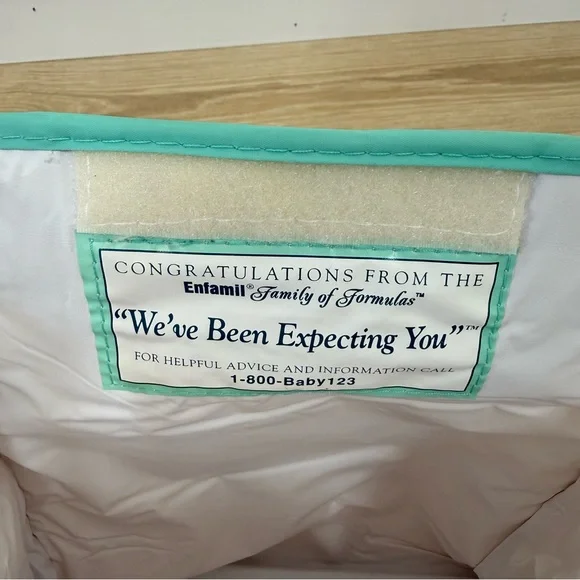 CONGRATULATIONS FROM THE
Enfamil® Family of Formulas™
"We've Been Expecting You"™
FOR HELPFUL ADVICE AND INFORMATION CALL
1-800-Baby123